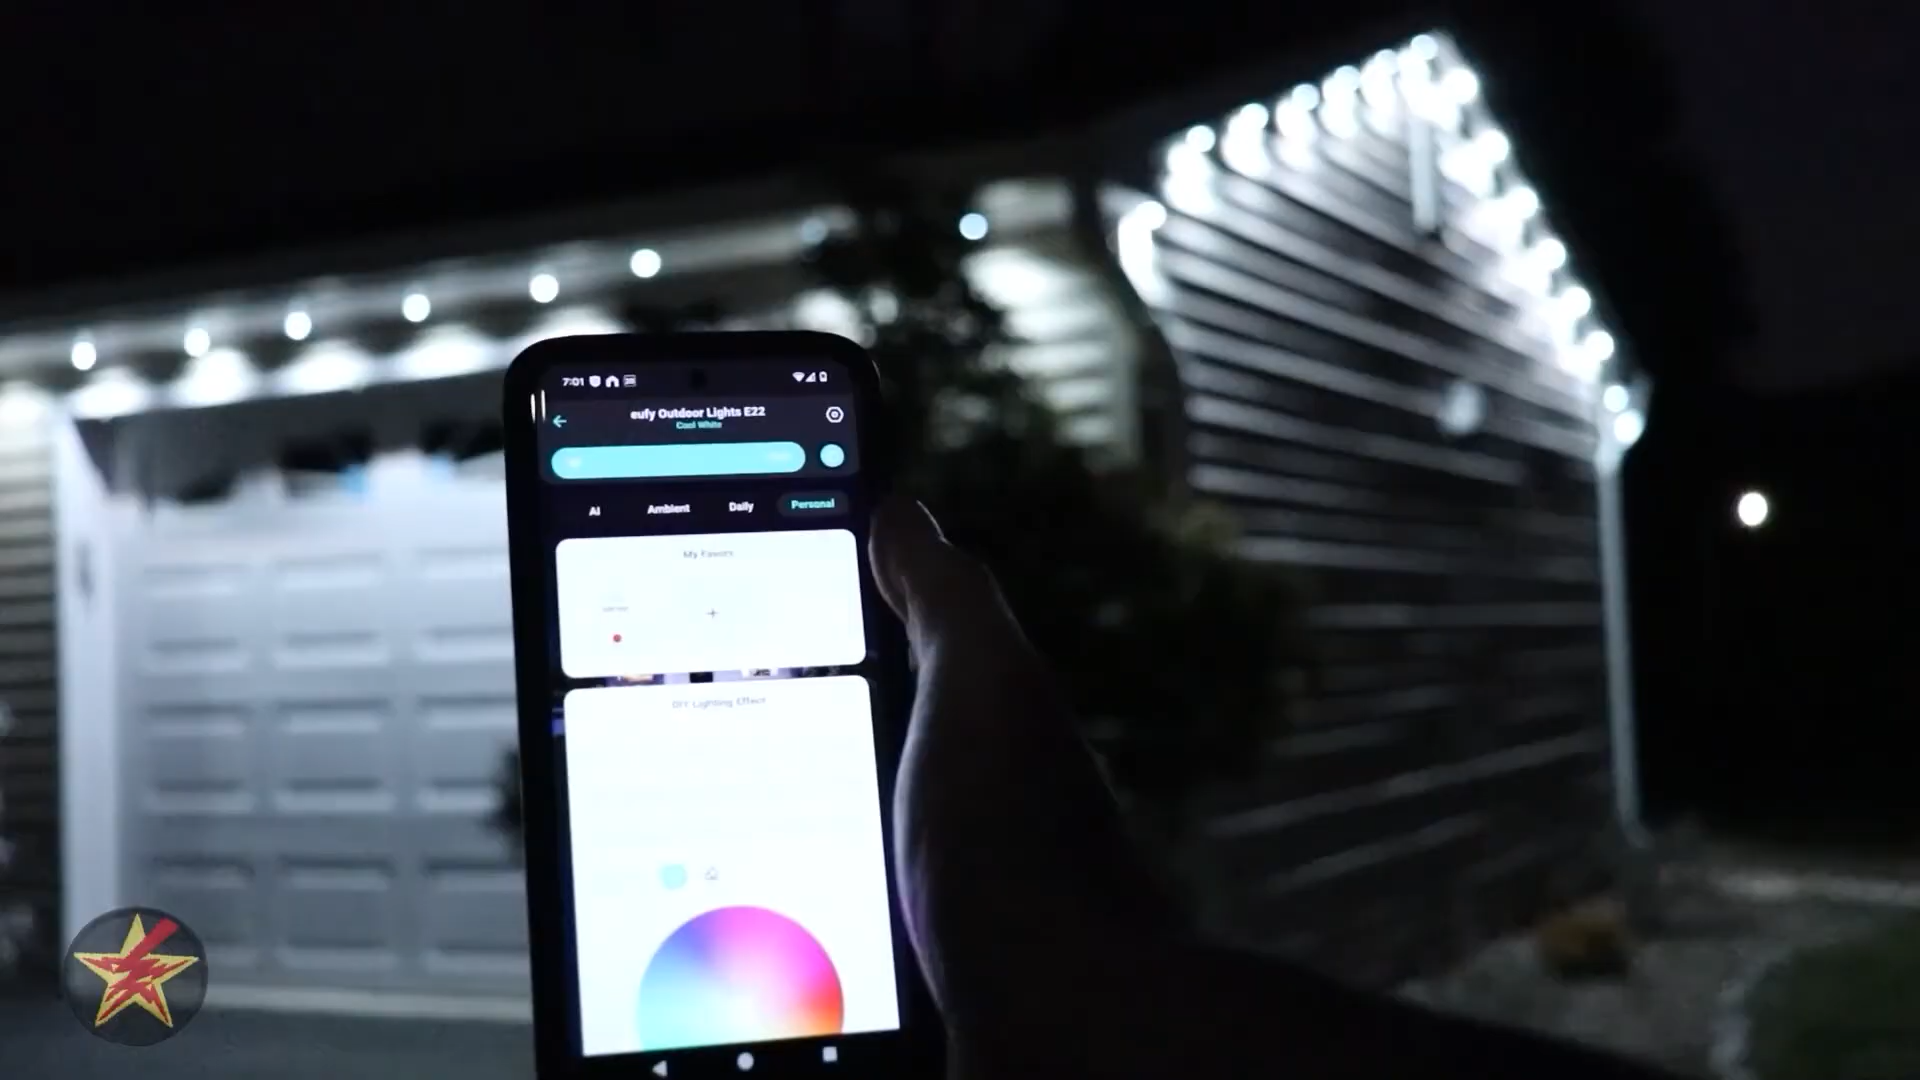 7:01
eufy Outdoor Lights E22
Cool White
AI
Ambient
Daily
Personal
My Favors
DIY Lighting Effect